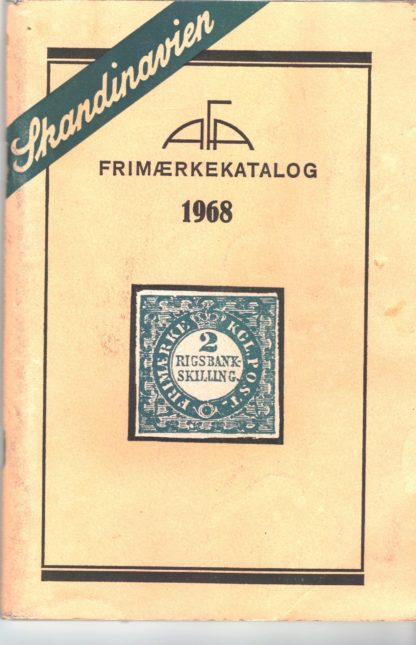 Skandinavien
AFA
FRIMÆRKEKATALOG
1968
FRIMÆRKE KGL. POST.
2
RIGSBANK-
SKILLING.